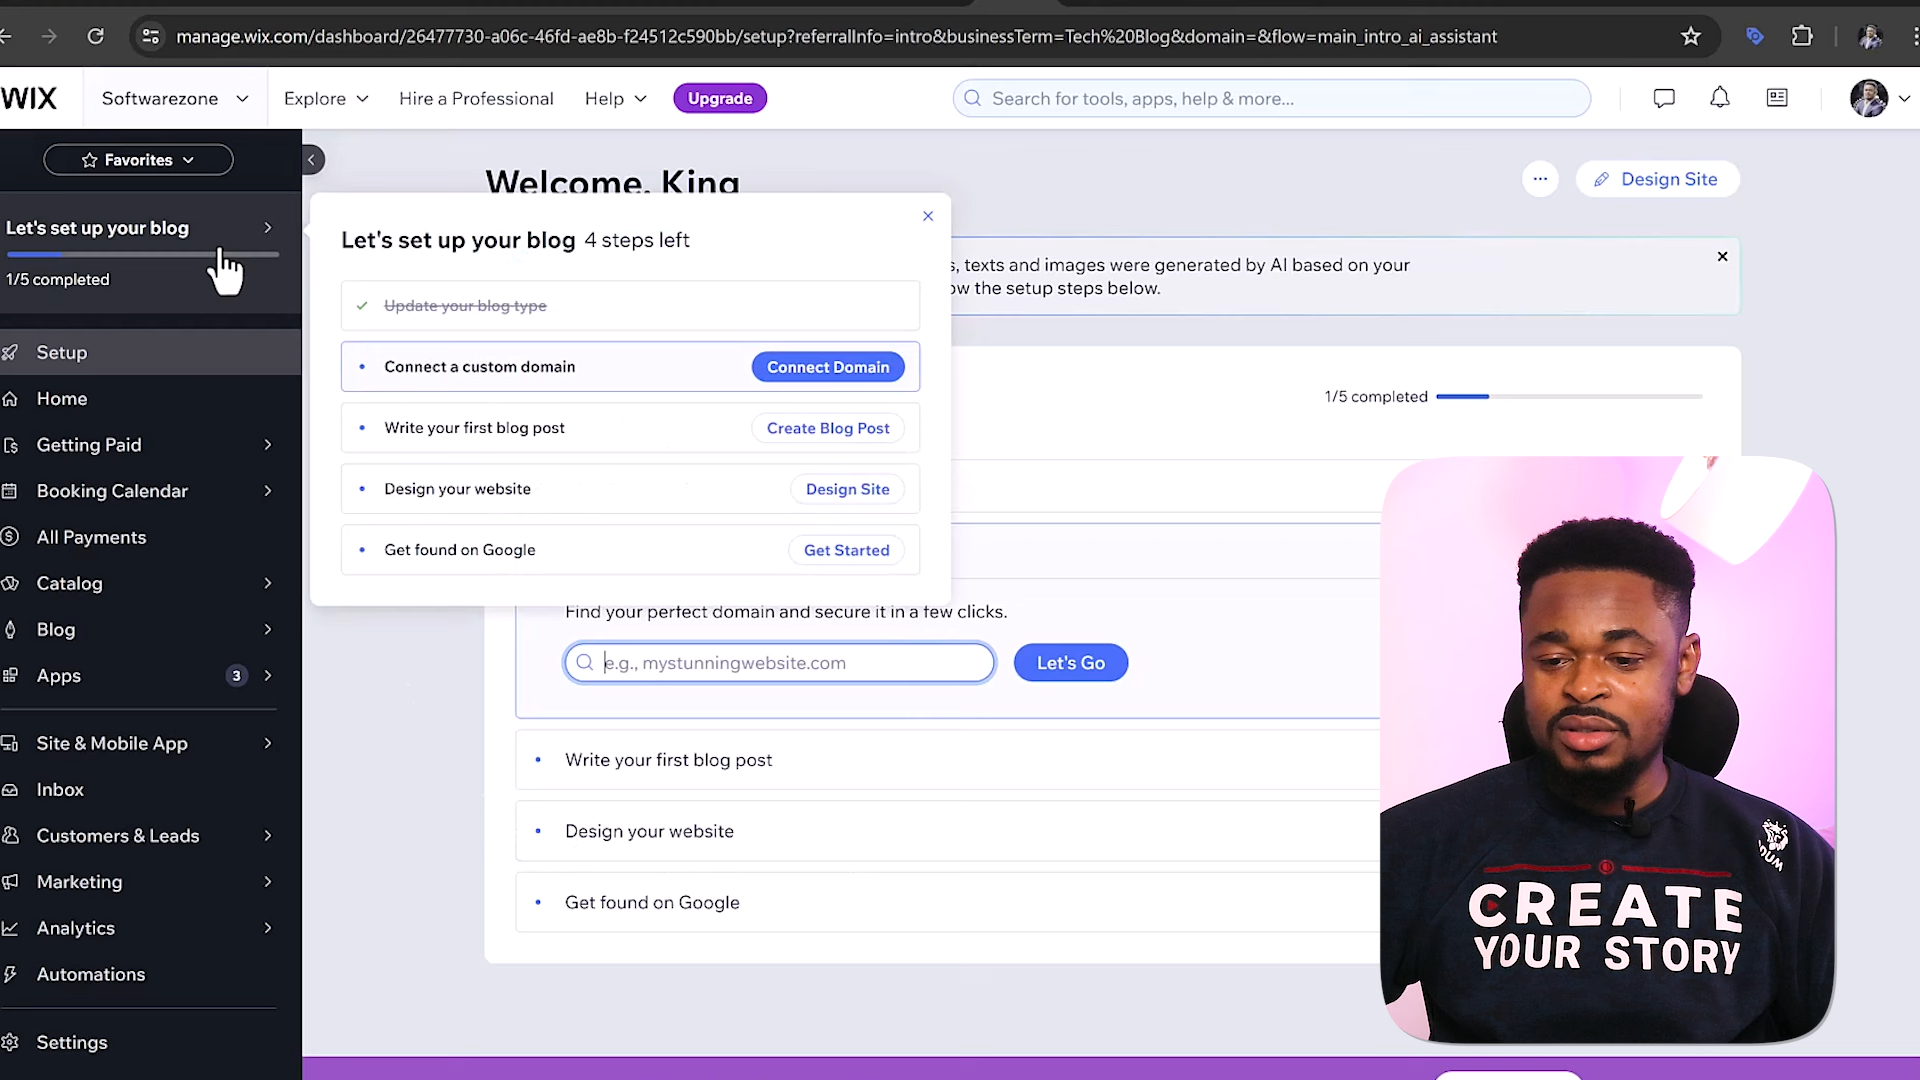 manage.wix.com/dashboard/26477730-a06c-46fd-ae8b-f24512c590bb/setup?referralInfo=intro&businessTerm=Tech%20Blog&domain=&flow=main_intro_ai_assistant
WIX
Softwarezone
Explore
Hire a Professional
Help
Upgrade
Search for tools, apps, help & more...
Favorites
Let's set up your blog
1/5 completed
Setup
Home
Getting Paid
Booking Calendar
All Payments
Catalog
Blog
Apps
3
Site & Mobile App
Inbox
Customers & Leads
Marketing
Analytics
Automations
Settings
Welcome, King
... Design Site
s, texts and images were generated by AI based on your
ow the setup steps below.
Let's set up your blog 4 steps left
Update your blog type
Connect a custom domain
Connect Domain
Write your first blog post
Create Blog Post
Design your website
Design Site
Get found on Google
Get Started
1/5 completed
Find your perfect domain and secure it in a few clicks.
e.g., mystunningwebsite.com
Let's Go
Write your first blog post
Design your website
Get found on Google
CREATE
YOUR STORY